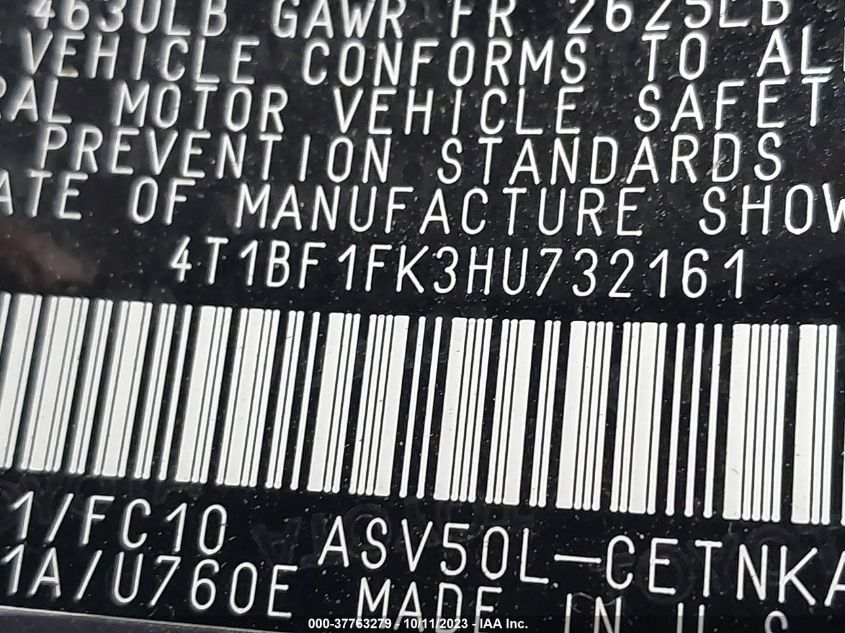 4630LB GAWR FR 2625LB
VEHICLE CONFORMS TO AL
RAL MOTOR VEHICLE SAFET
PREVENTION STANDARDS
ATE OF MANUFACTURE SHOW
4T1BF1FK3HU732161
1/FC10 ASV50L-CETNKA
1A/U760E MADE IN U.S
000-37763279 - 10/11/2023 - IAA Inc.